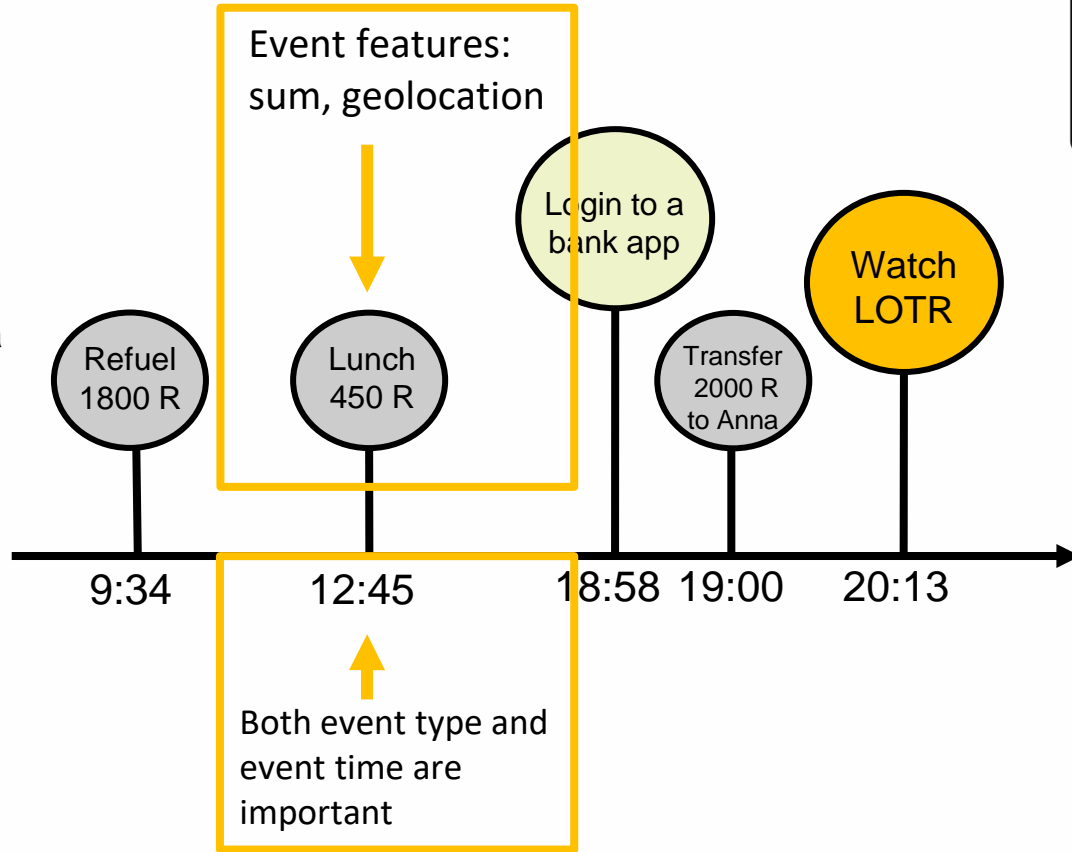 Event features:
sum, geolocation
Login to a
bank app
Watch
LOTR
Refuel
1800 R
Lunch
450 R
Transfer
2000 R
to Anna
9:34
12:45
18:58
19:00
20:13
Both event type and
event time are
important